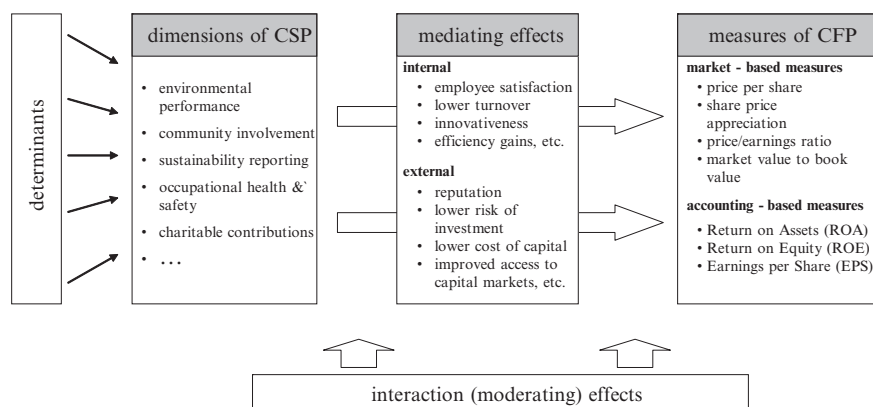 determinants
dimensions of CSP
• environmental
performance
• community involvement
• sustainability reporting
• occupational health &`
safety
• charitable contributions
• ...
mediating effects
internal
• employee satisfaction
• lower turnover
• innovativeness
• efficiency gains, etc.
external
• reputation
• lower risk of
investment
• lower cost of capital
• improved access to
capital markets, etc.
measures of CFP
market - based measures
• price per share
• share price
appreciation
• price/earnings ratio
• market value to book
value
accounting - based measures
• Return on Assets (ROA)
• Return on Equity (ROE)
• Earnings per Share (EPS)
interaction (moderating) effects